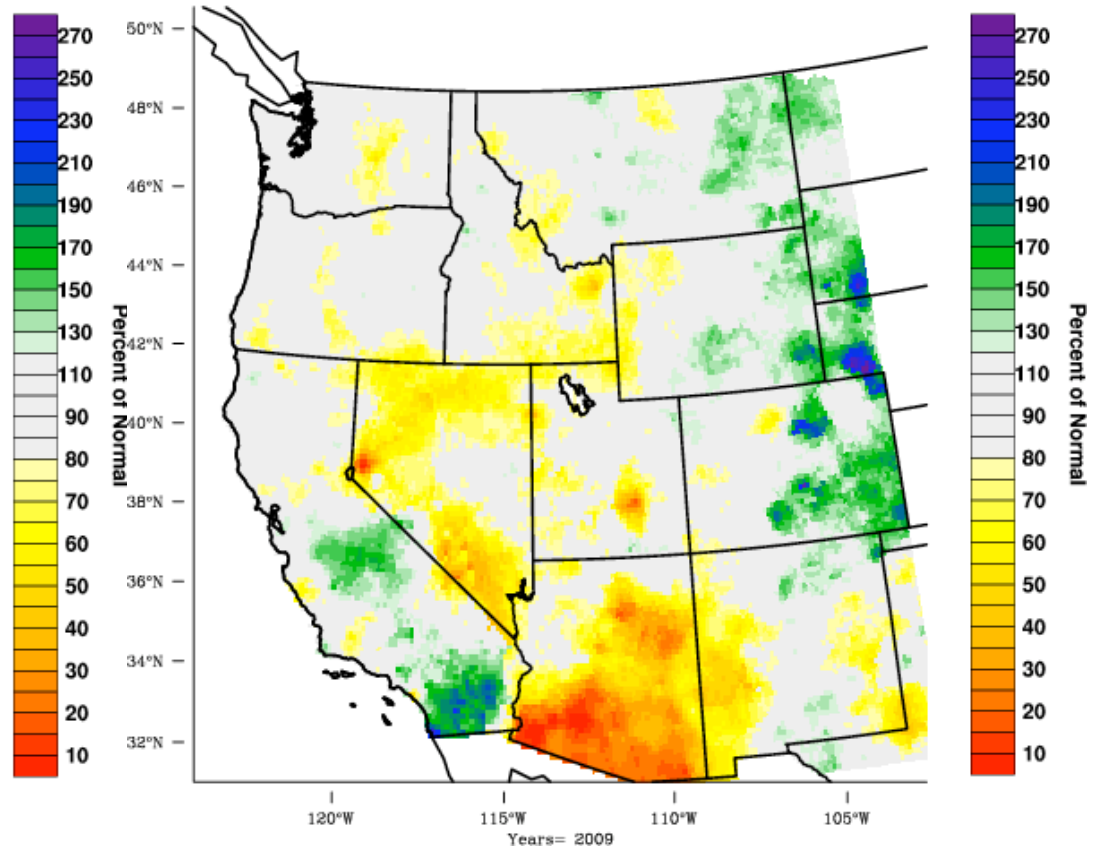 270
250
230
210
190
170
150
130
110
90
80
70
60
50
40
30
20
10
Percent of Normal
50°N
48°N
46°N
44°N
42°N
40°N
38°N
36°N
34°N
32°N
120°W
115°W
110°W
105°W
Years= 2009
270
250
230
210
190
170
150
130
110
90
80
70
60
50
40
30
20
10
Percent of Normal